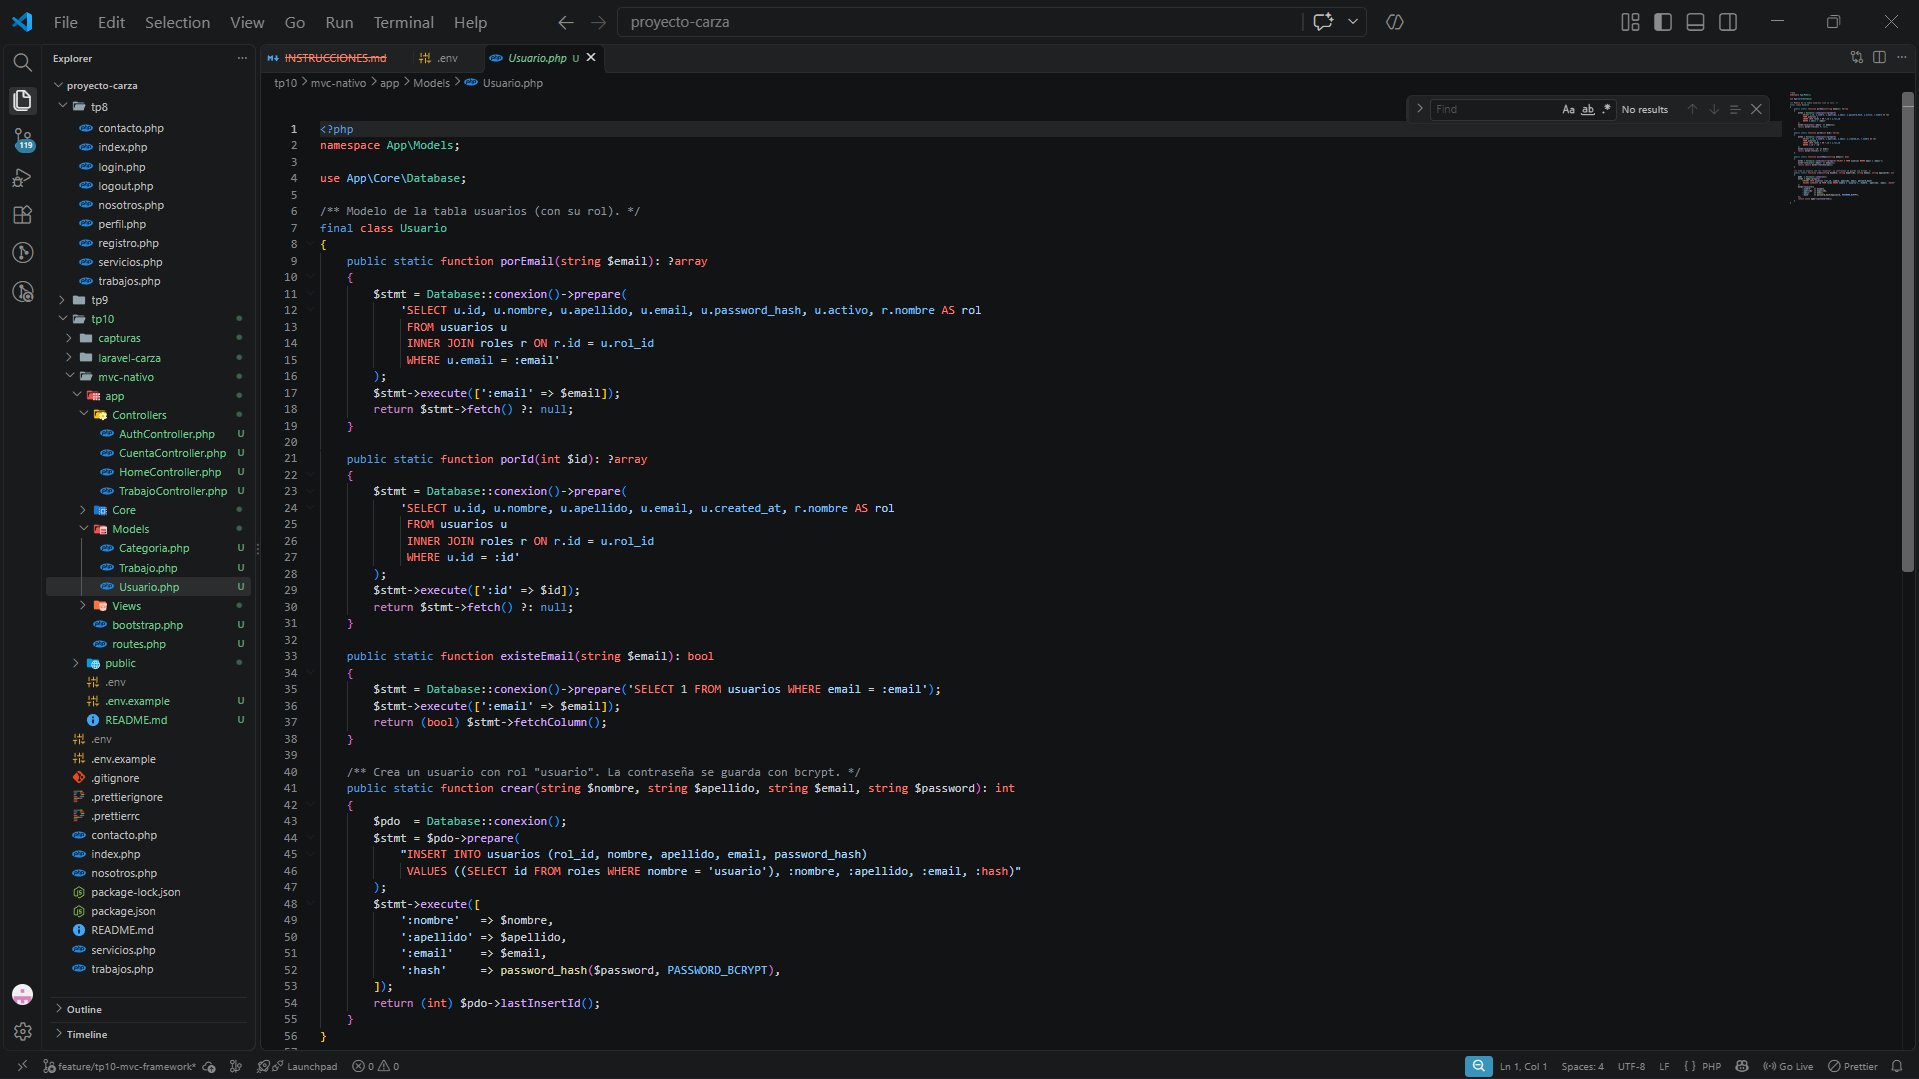 File Edit Selection View Go Run Terminal Help
proyecto-carza
Explorer
proyecto-carza
tp8
contacto.php
index.php
login.php
logout.php
nosotros.php
perfil.php
registro.php
servicios.php
trabajos.php
tp9
tp10
capturas
laravel-carza
mvc-nativo
app
Controllers
AuthController.php U
CuentaController.php U
HomeController.php U
TrabajoController.php U
Core
Models
Categoria.php U
Trabajo.php U
Usuario.php U
Views
bootstrap.php U
routes.php U
public
.env
.env.example U
README.md U
.env
.env.example
.gitignore
.prettierignore
.prettierrc
contacto.php
index.php
nosotros.php
package-lock.json
package.json
README.md
servicios.php
trabajos.php
Outline
Timeline
119
INSTRUCCIONES.md .env Usuario.php U
tp10 > mvc-nativo > app > Models > Usuario.php
Find Aa ab .* No results
1 <?php
2 namespace App\Models;
3
4 use App\Core\Database;
5
6 /** Modelo de la tabla usuarios (con su rol). */
7 final class Usuario
8 {
9 public static function porEmail(string $email): ?array
10 {
11 $stmt = Database::conexion()->prepare(
12 'SELECT u.id, u.nombre, u.apellido, u.email, u.password_hash, u.activo, r.nombre AS rol
13 FROM usuarios u
14 INNER JOIN roles r ON r.id = u.rol_id
15 WHERE u.email = :email'
16 );
17 $stmt->execute([':email' => $email]);
18 return $stmt->fetch() ?: null;
19 }
20
21 public static function porId(int $id): ?array
22 {
23 $stmt = Database::conexion()->prepare(
24 'SELECT u.id, u.nombre, u.apellido, u.email, u.created_at, r.nombre AS rol
25 FROM usuarios u
26 INNER JOIN roles r ON r.id = u.rol_id
27 WHERE u.id = :id'
28 );
29 $stmt->execute([':id' => $id]);
30 return $stmt->fetch() ?: null;
31 }
32
33 public static function existeEmail(string $email): bool
34 {
35 $stmt = Database::conexion()->prepare('SELECT 1 FROM usuarios WHERE email = :email');
36 $stmt->execute([':email' => $email]);
37 return (bool) $stmt->fetchColumn();
38 }
39
40 /** Crea un usuario con rol "usuario". La contraseña se guarda con bcrypt. */
41 public static function crear(string $nombre, string $apellido, string $email, string $password): int
42 {
43 $pdo = Database::conexion();
44 $stmt = $pdo->prepare(
45 "INSERT INTO usuarios (rol_id, nombre, apellido, email, password_hash)
46 VALUES ((SELECT id FROM roles WHERE nombre = 'usuario'), :nombre, :apellido, :email, :hash)"
47 );
48 $stmt->execute([
49 ':nombre' => $nombre,
50 ':apellido' => $apellido,
51 ':email' => $email,
52 ':hash' => password_hash($password, PASSWORD_BCRYPT),
53 ]);
54 return (int) $pdo->lastInsertId();
55 }
56 }
feature/tp10-mvc-framework* Launchpad 0 0 Ln 1, Col 1 Spaces: 4 UTF-8 LF { } PHP Go Live Prettier